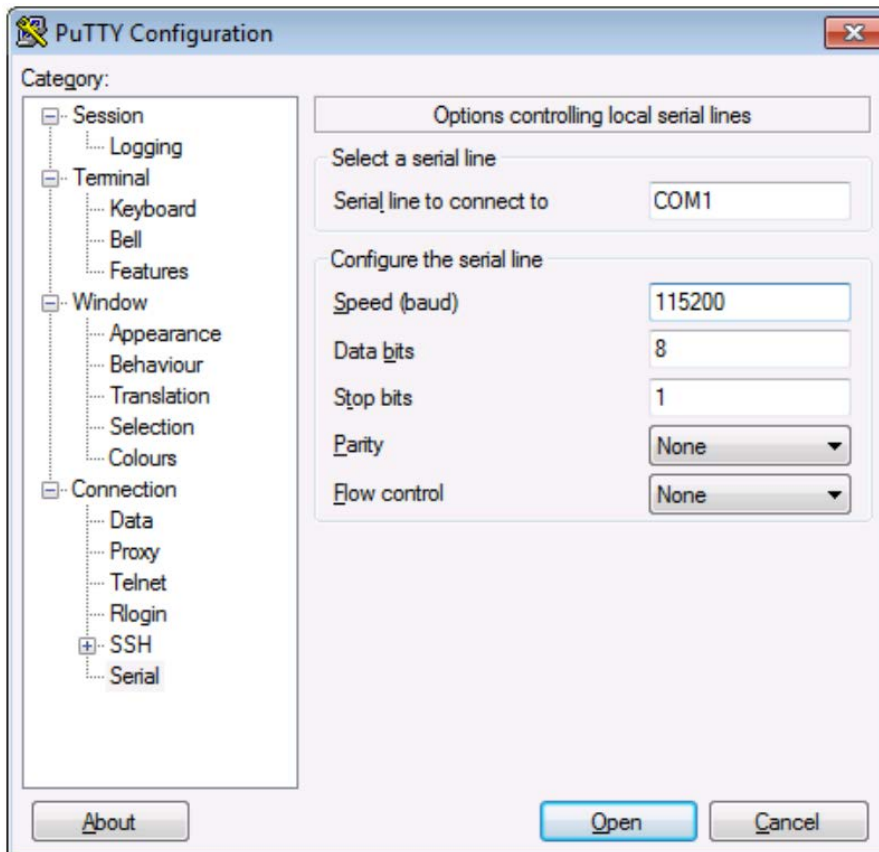 PuTTY Configuration
Category:
Session
Logging
Terminal
Keyboard
Bell
Features
Window
Appearance
Behaviour
Translation
Selection
Colours
Connection
Data
Proxy
Telnet
Rlogin
SSH
Serial
Options controlling local serial lines
Select a serial line
Serial line to connect to COM1
Configure the serial line
Speed (baud) 115200
Data bits 8
Stop bits 1
Parity None
Flow control None
About Open Cancel